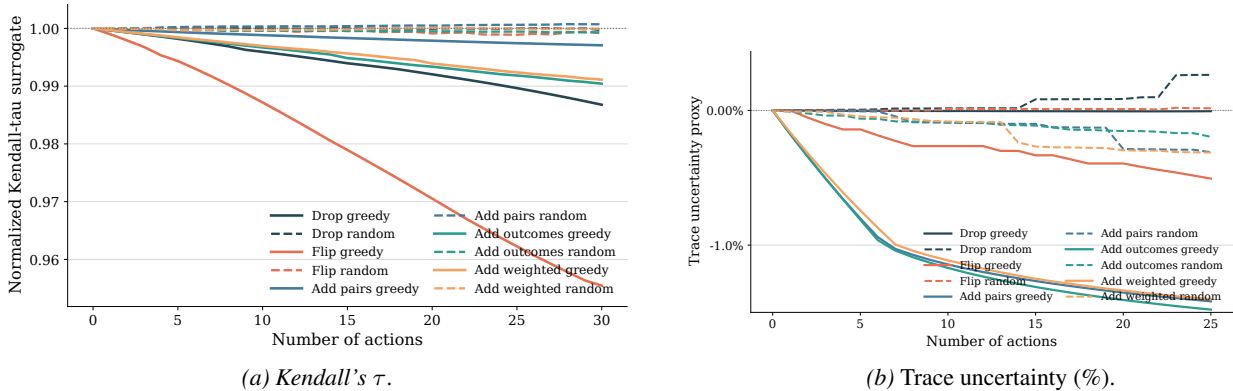 Normalized Kendall-tau surrogate
1.00
0.99
0.98
0.97
0.96
Drop greedy
Drop random
Flip greedy
Flip random
Add pairs greedy
Add pairs random
Add outcomes greedy
Add outcomes random
Add weighted greedy
Add weighted random
0 5 10 15 20 25 30
Number of actions
(a) Kendall's τ.
Trace uncertainty proxy
0.00%
-1.0%
Drop greedy
Drop random
Flip greedy
Flip random
Add pairs greedy
Add pairs random
Add outcomes greedy
Add outcomes random
Add weighted greedy
Add weighted random
0 5 10 15 20 25
Number of actions
(b) Trace uncertainty (%).